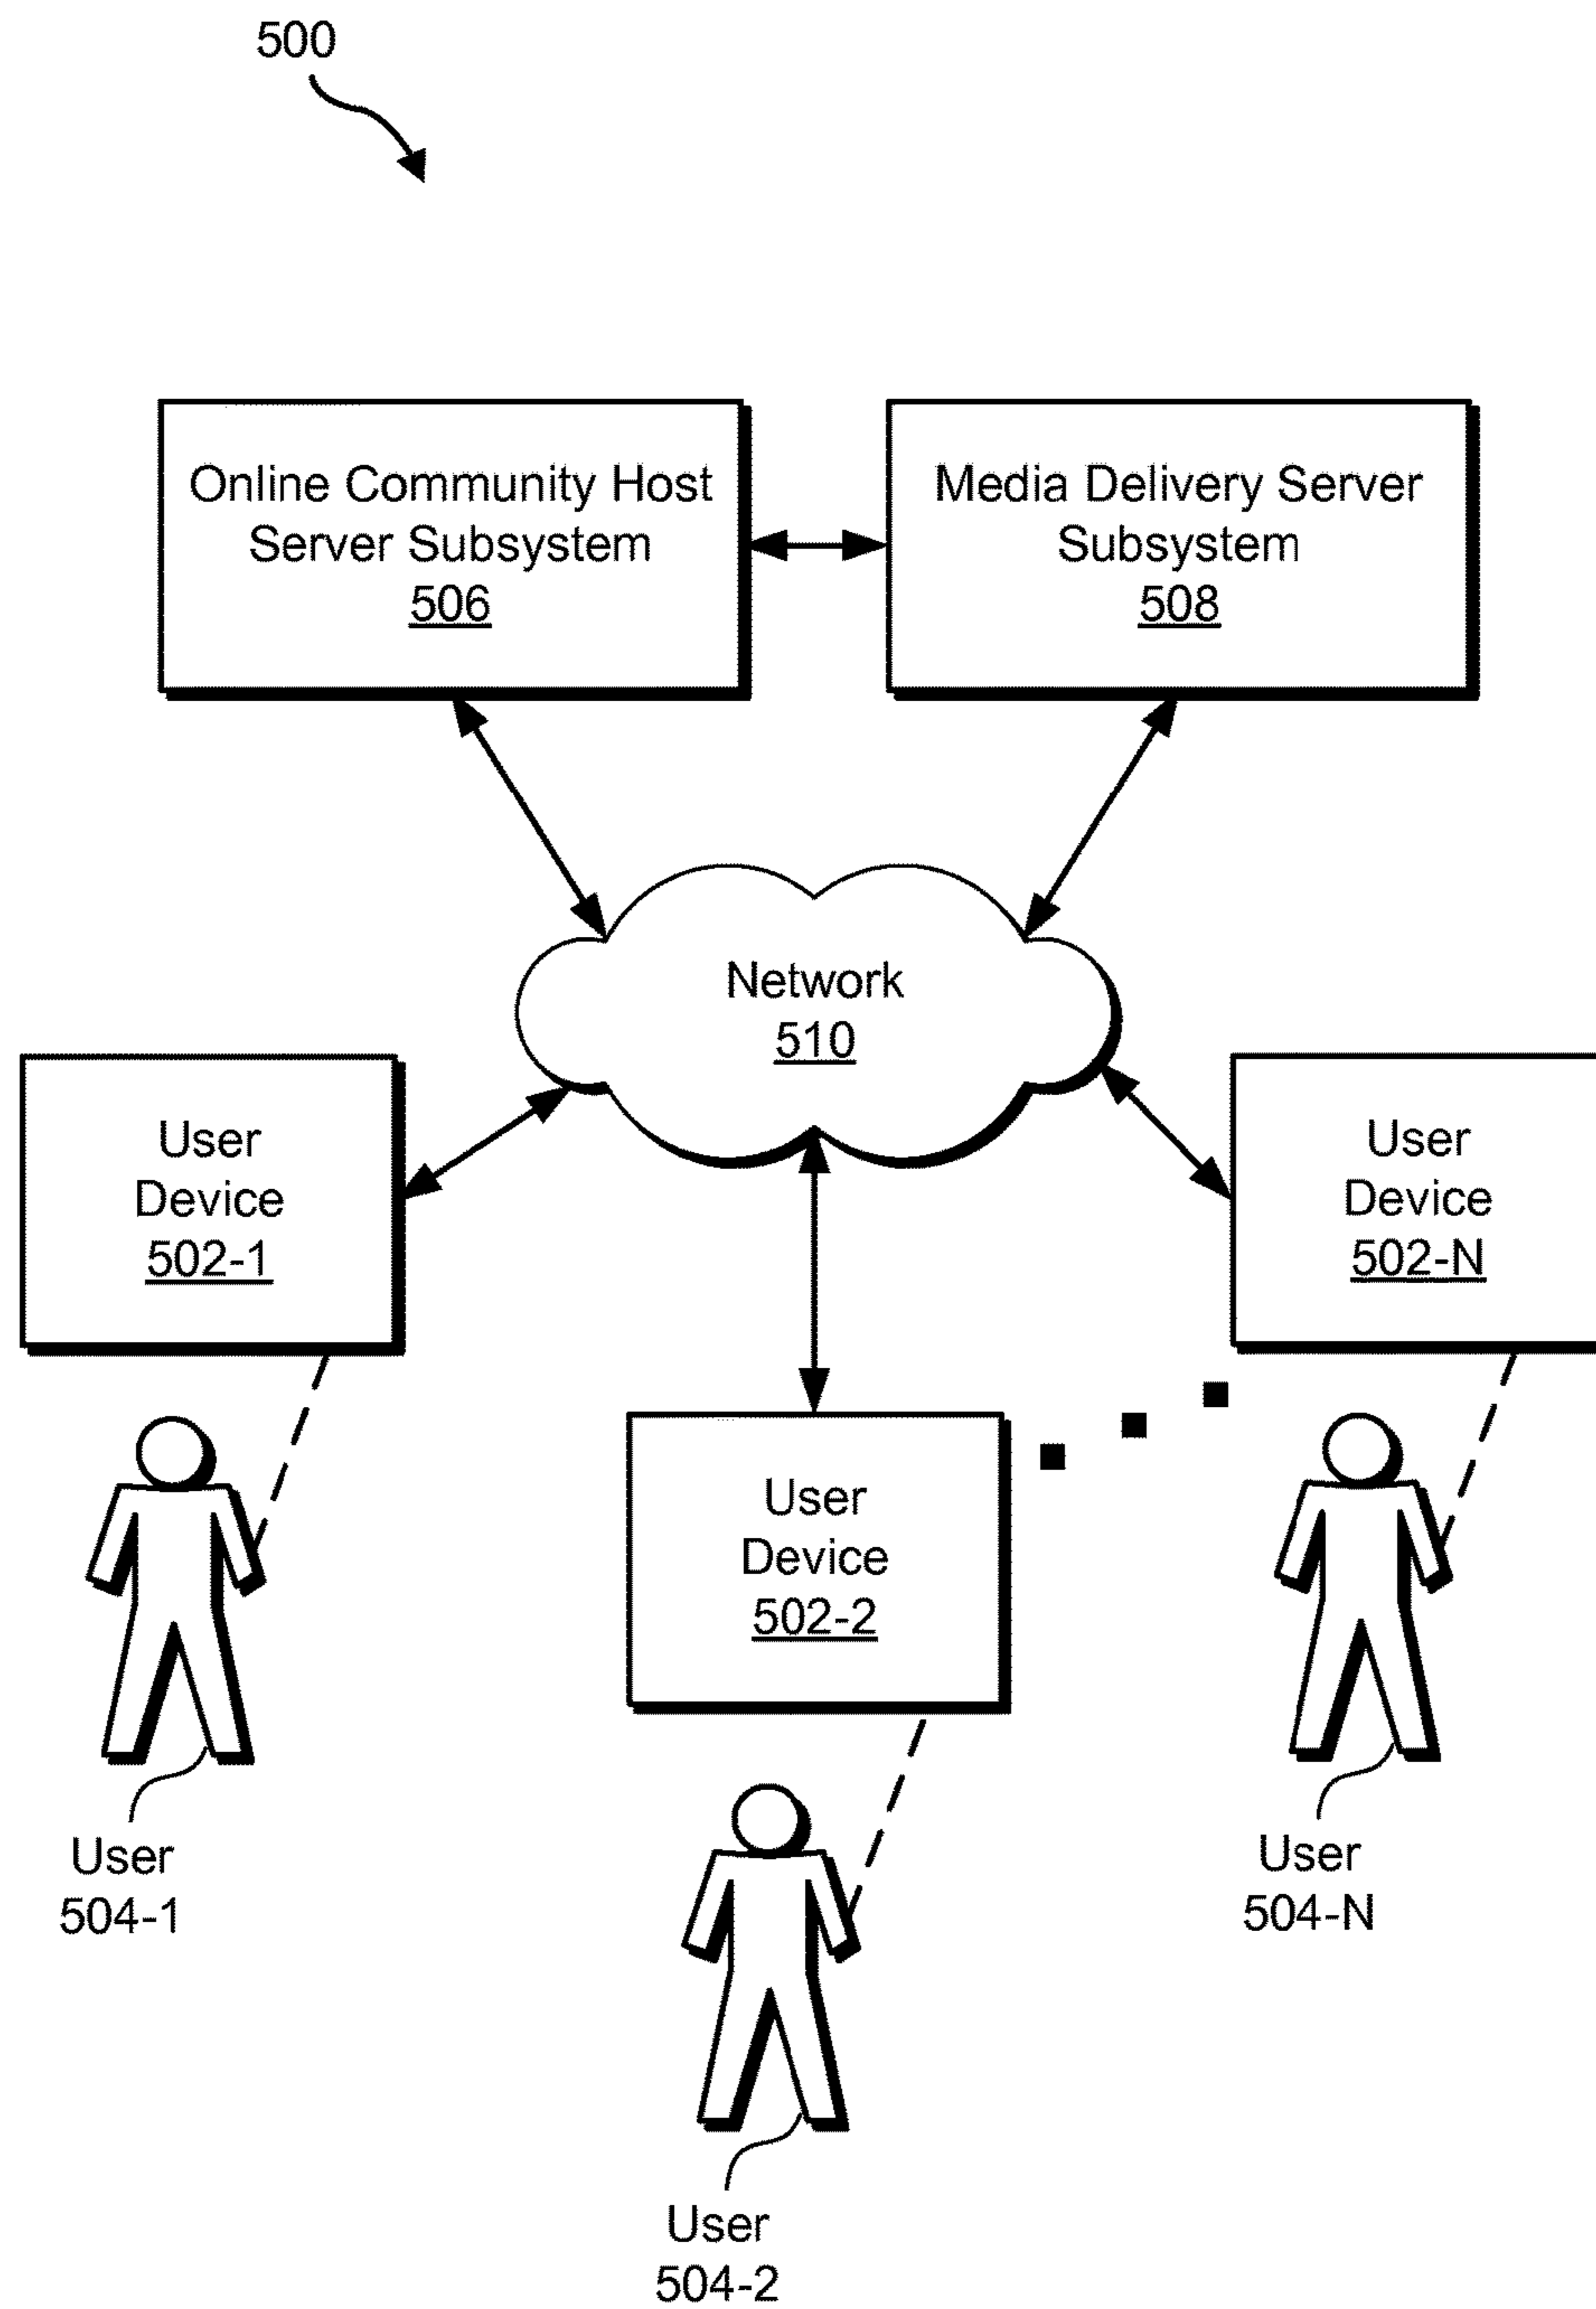 500
Online Community Host
Server Subsystem
506
Media Delivery Server
Subsystem
508
Network
510
User
Device
502-1
User
Device
502-N
User
Device
502-2
User
504-1
User
504-N
User
504-2